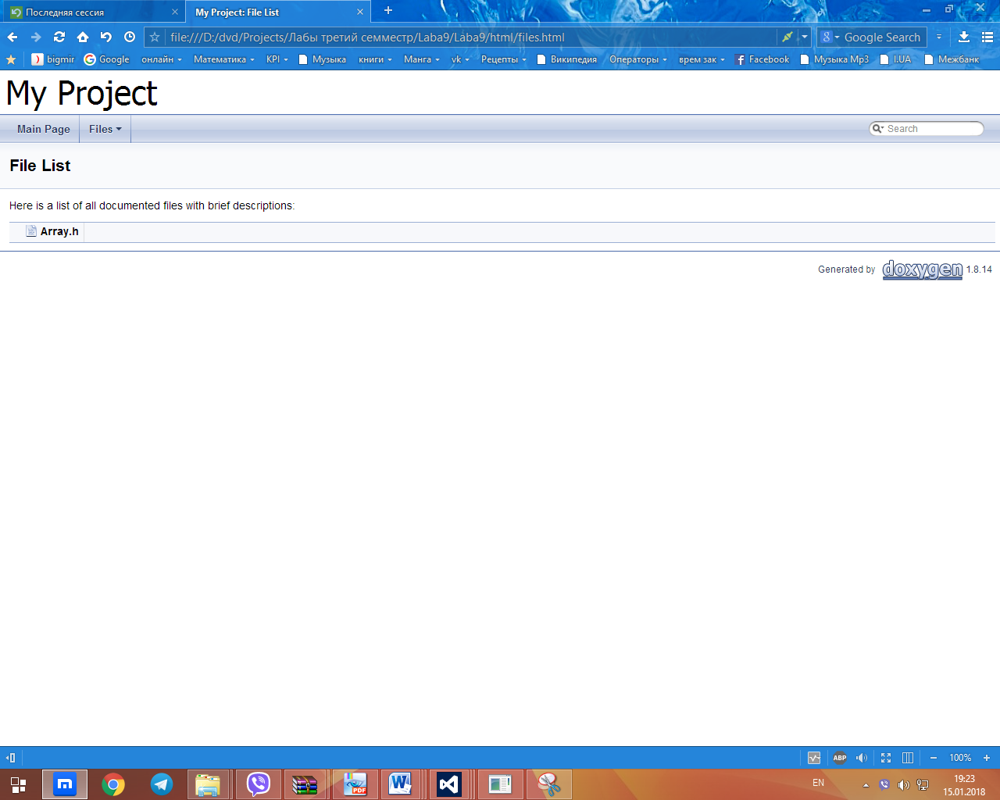 Последняя сессия
My Project: File List
file:///D:/dvd/Projects/Лабы третий семместр/Laba9/Laba9/html/files.html
Google Search
bigmir Google онлайн Математика KPI Музыка книги Манга vk Рецепты Википедия Операторы врем зак Facebook Музыка Mp3 I.UA Межбанк
My Project
Main Page Files Search
File List
Here is a list of all documented files with brief descriptions:
Array.h
Generated by doxygen 1.8.14
ABP 100%
EN 19:23
15.01.2018